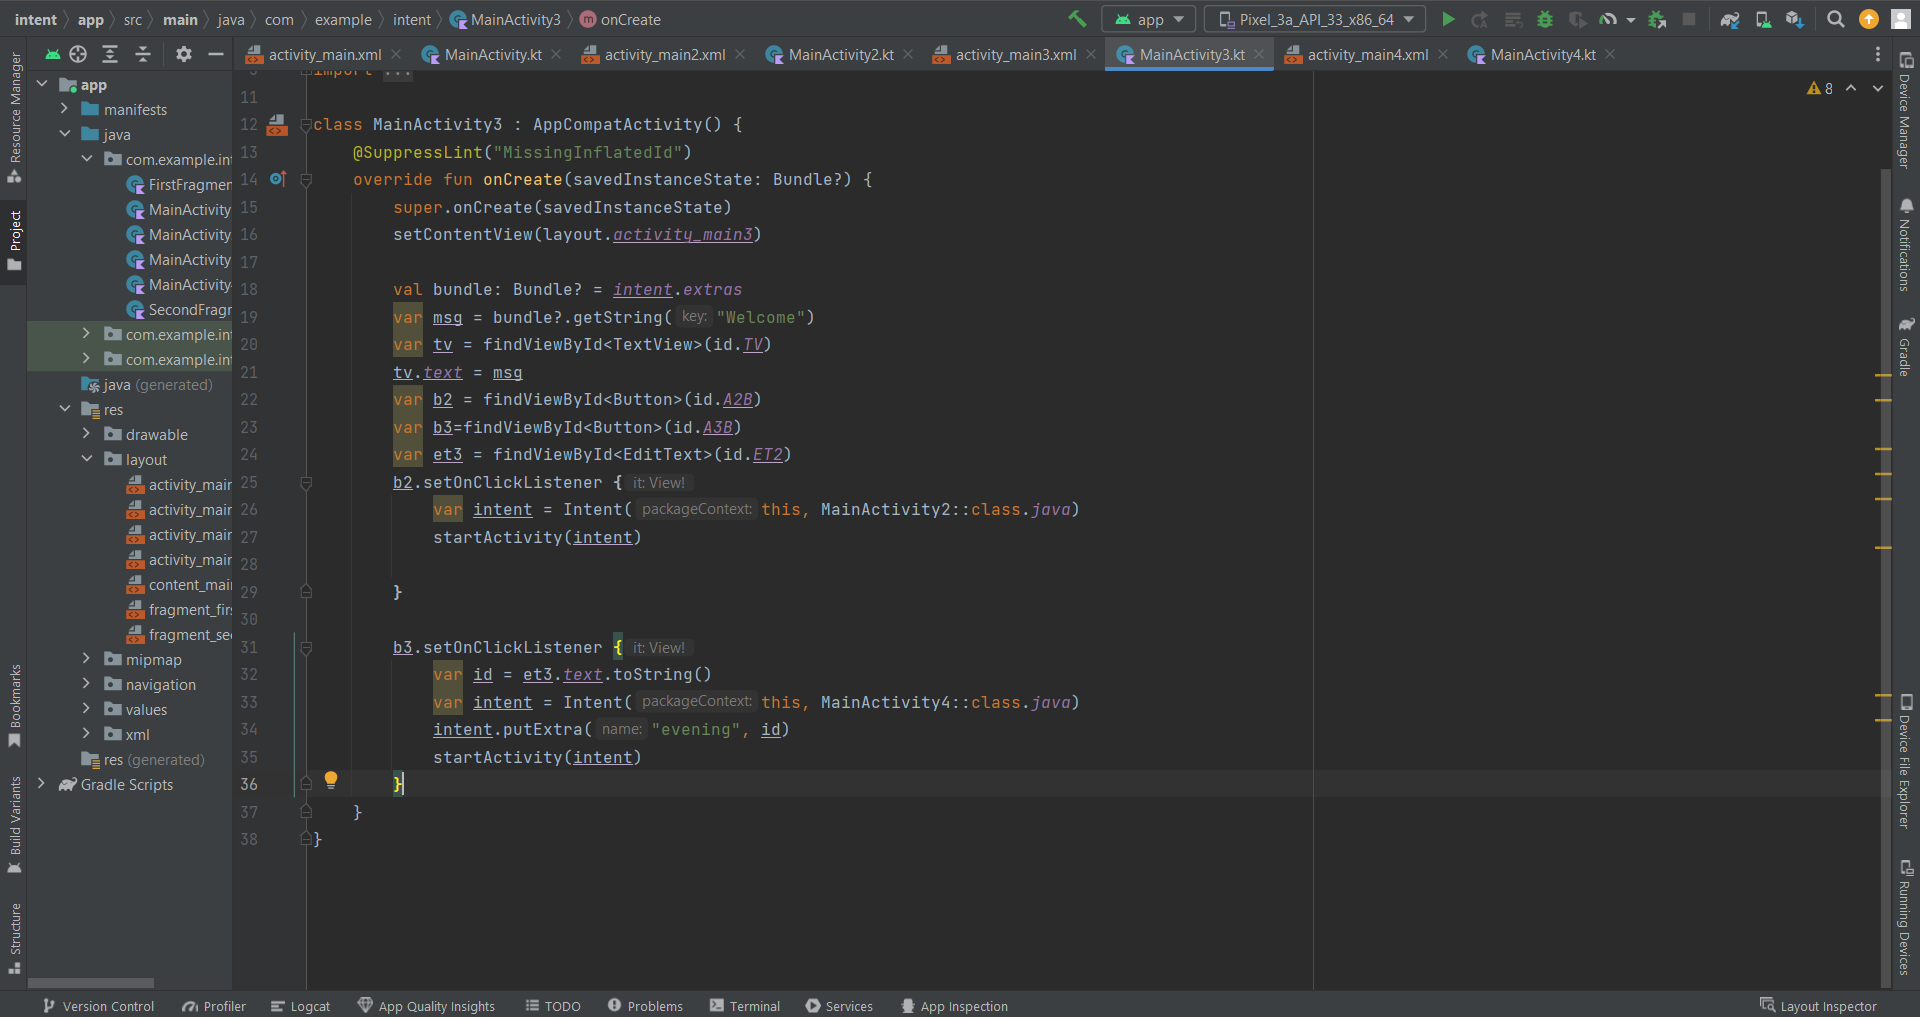 intent app src main java com example intent MainActivity3 onCreate app Pixel_3a_API_33_x86_64
activity_main.xml MainActivity.kt activity_main2.xml MainActivity2.kt activity_main3.xml MainActivity3.kt activity_main4.xml MainActivity4.kt
Resource Manager
Project
Bookmarks
Build Variants
Structure
app
manifests
java
com.example.int
FirstFragmen
MainActivity
MainActivity
MainActivity
MainActivity
SecondFragr
com.example.in
com.example.in
java (generated)
res
drawable
layout
activity_mair
activity_mair
activity_mair
activity_mair
content_mai
fragment_firs
fragment_sec
mipmap
navigation
values
xml
res (generated)
Gradle Scripts
import ...
8
11
12 class MainActivity3 : AppCompatActivity() {
13 @SuppressLint("MissingInflatedId")
14 override fun onCreate(savedInstanceState: Bundle?) {
15 super.onCreate(savedInstanceState)
16 setContentView(layout.activity_main3)
17
18 val bundle: Bundle? = intent.extras
19 var msg = bundle?.getString( key: "Welcome")
20 var tv = findViewById<TextView>(id.TV)
21 tv.text = msg
22 var b2 = findViewById<Button>(id.A2B)
23 var b3=findViewById<Button>(id.A3B)
24 var et3 = findViewById<EditText>(id.ET2)
25 b2.setOnClickListener { it: View!
26 var intent = Intent( packageContext: this, MainActivity2::class.java)
27 startActivity(intent)
28
29 }
30
31 b3.setOnClickListener { it: View!
32 var id = et3.text.toString()
33 var intent = Intent( packageContext: this, MainActivity4::class.java)
34 intent.putExtra( name: "evening", id)
35 startActivity(intent)
36 }
37 }
38 }
Device Manager
Notifications
Gradle
Device File Explorer
Running Devices
Version Control Profiler Logcat App Quality Insights TODO Problems Terminal Services App Inspection Layout Inspector